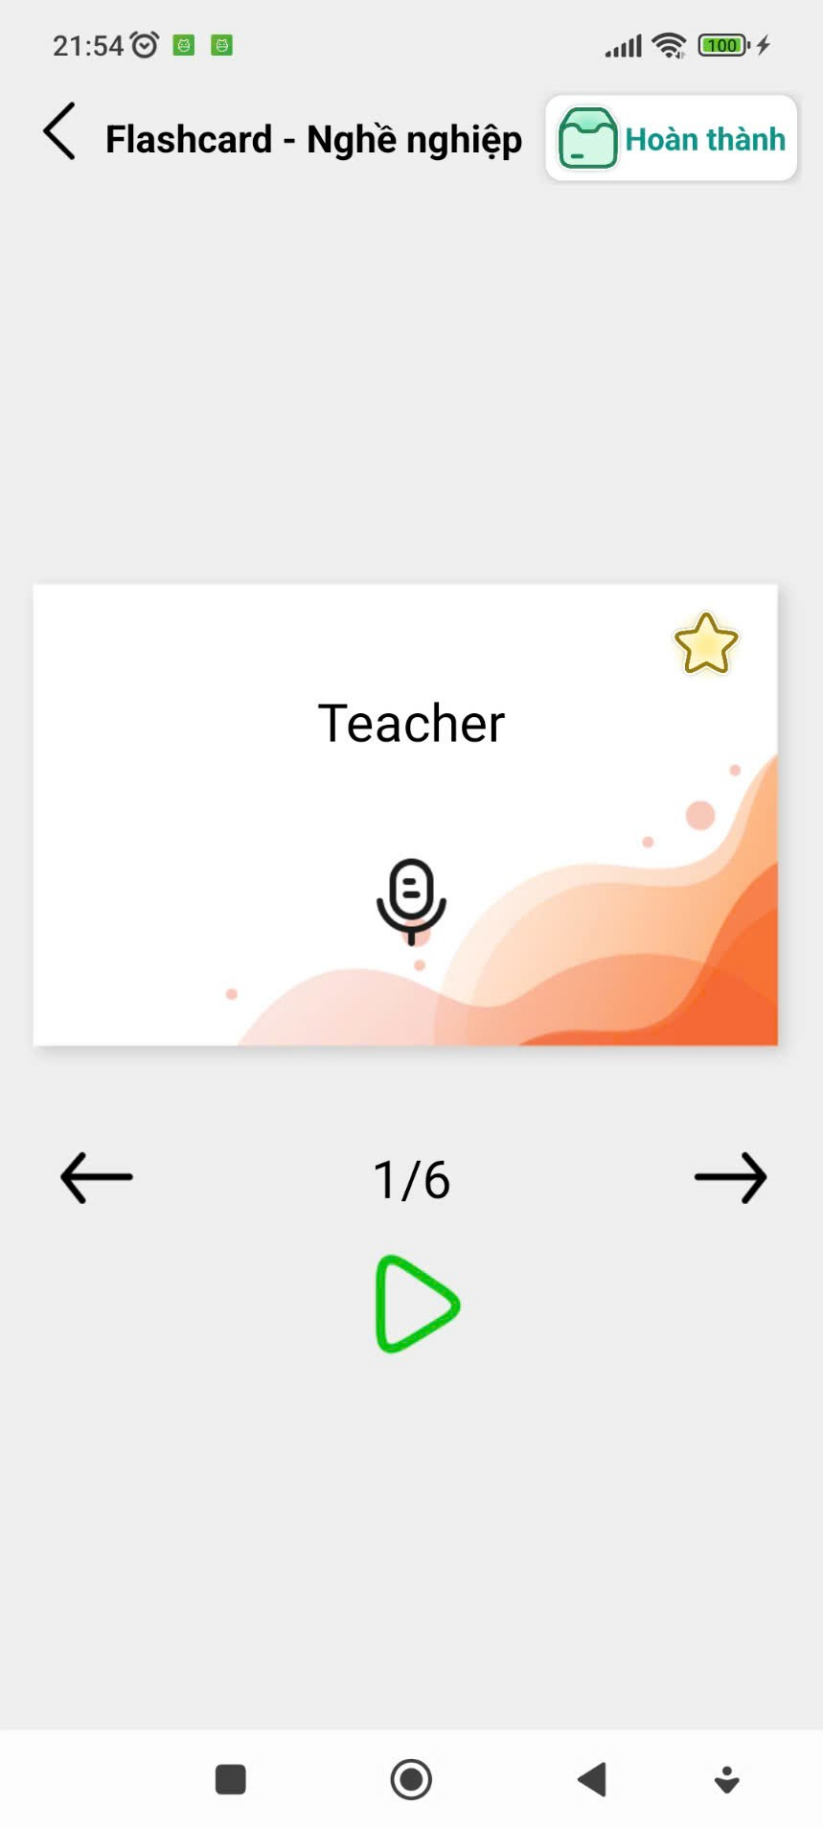 21:54
100
Flashcard - Nghề nghiệp
Hoàn thành
Teacher
1/6